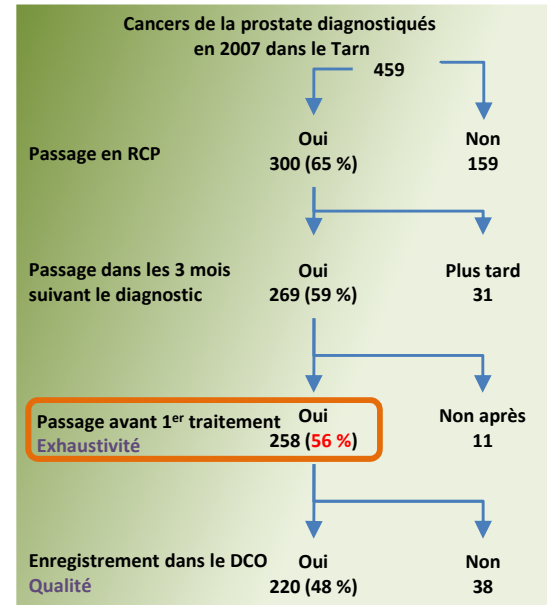 Cancers de la prostate diagnostiqués
en 2007 dans le Tarn
459
Oui Non
Passage en RCP
300 (65 %) 159
Passage dans les 3 mois Oui Plus tard
suivant le diagnostic 269 (59 %) 31
Passage avant 1er traitement Oui Non après
Exhaustivité 258 (56 %) 11
Enregistrement dans le DCO Oui Non
Qualité 220 (48 %) 38